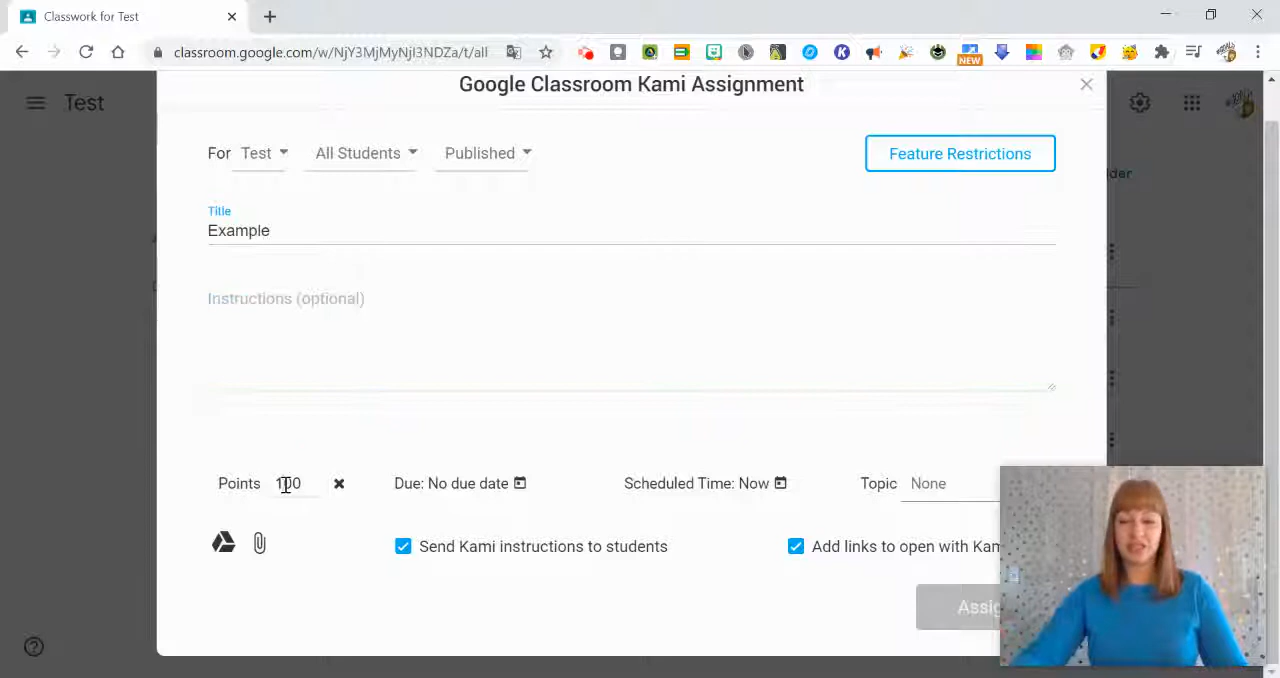 Classwork for Test
classroom.google.com/w/NjY3MjMyNjI3NDZa/t/all
NEW
Google Classroom Kami Assignment
Test
For Test All Students Published Feature Restrictions
der
Title
Example
Instructions (optional)
Points 100 Due: No due date Scheduled Time: Now Topic None
Send Kami instructions to students Add links to open with Kam
Assig